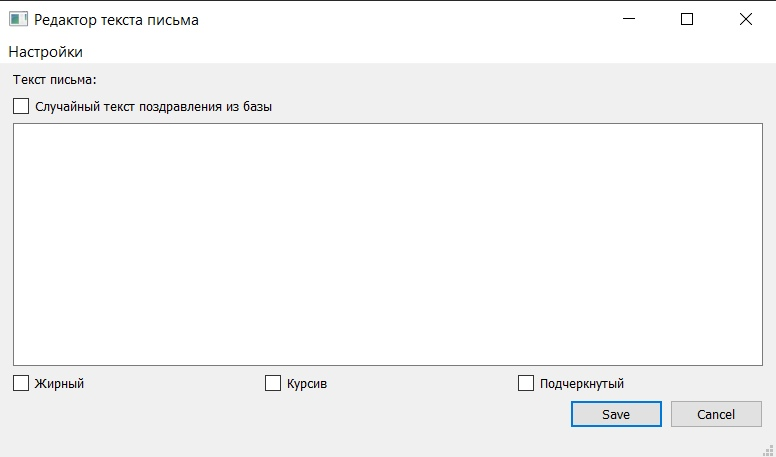 Редактор текста письма
Настройки
Текст письма:
Случайный текст поздравления из базы
Жирный Курсив Подчеркнутый
Save Cancel